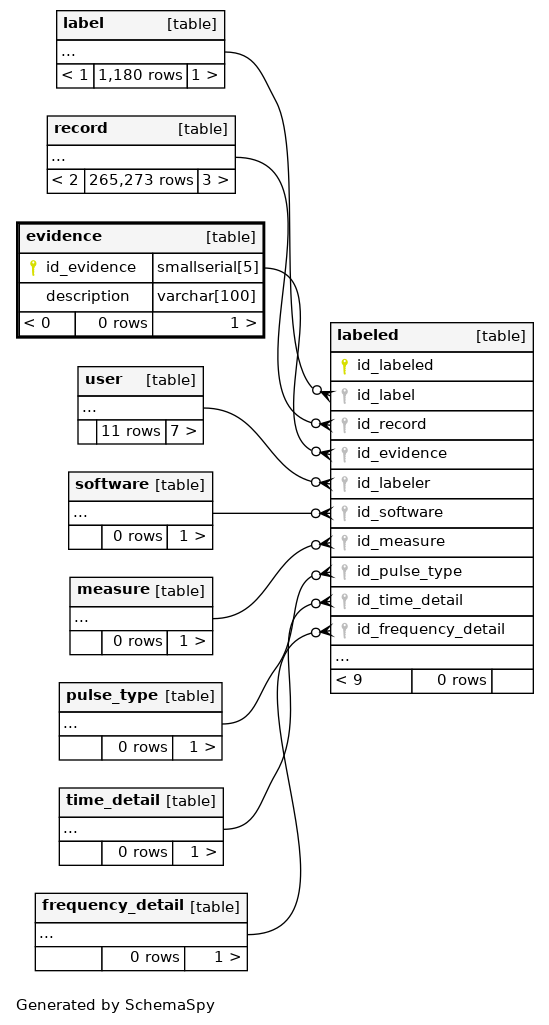 label [table]
...
< 1 1,180 rows 1 >
record [table]
...
< 2 265,273 rows 3 >
evidence [table]
id_evidence smallserial[5]
description varchar[100]
< 0 0 rows 1 >
user [table]
...
11 rows 7 >
software [table]
...
0 rows 1 >
measure [table]
...
0 rows 1 >
pulse_type [table]
...
0 rows 1 >
time_detail [table]
...
0 rows 1 >
frequency_detail [table]
...
0 rows 1 >
labeled [table]
id_labeled
id_label
id_record
id_evidence
id_labeler
id_software
id_measure
id_pulse_type
id_time_detail
id_frequency_detail
...
< 9 0 rows
Generated by SchemaSpy